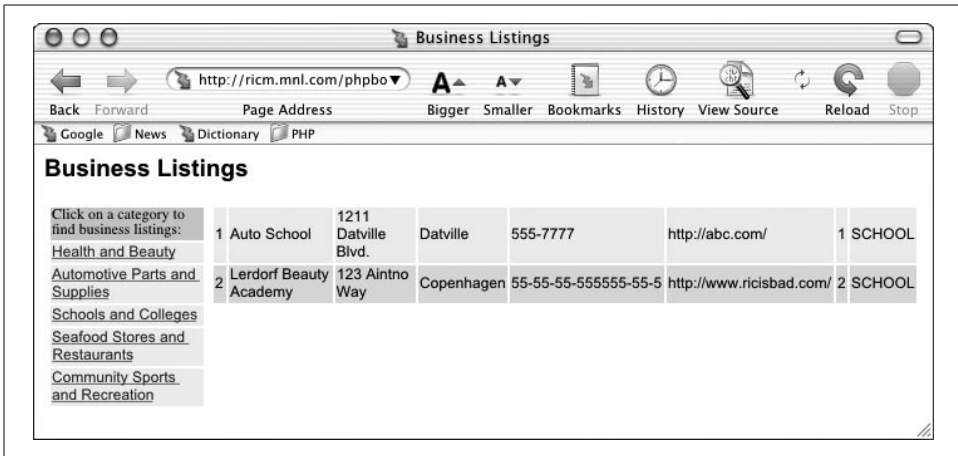 Business Listings
http://ricm.mnl.com/phpbo
A A
Back Forward Page Address Bigger Smaller Bookmarks History View Source Reload Stop
Google News Dictionary PHP
Business Listings
Click on a category to
find business listings:
Health and Beauty
Automotive Parts and
Supplies
Schools and Colleges
Seafood Stores and
Restaurants
Community Sports
and Recreation
1 Auto School 1211 Datville Blvd. Datville 555-7777 http://abc.com/ 1 SCHOOL
2 Lerdorf Beauty Academy 123 Aintno Way Copenhagen 55-55-55-555555-55-5 http://www.ricisbad.com/ 2 SCHOOL